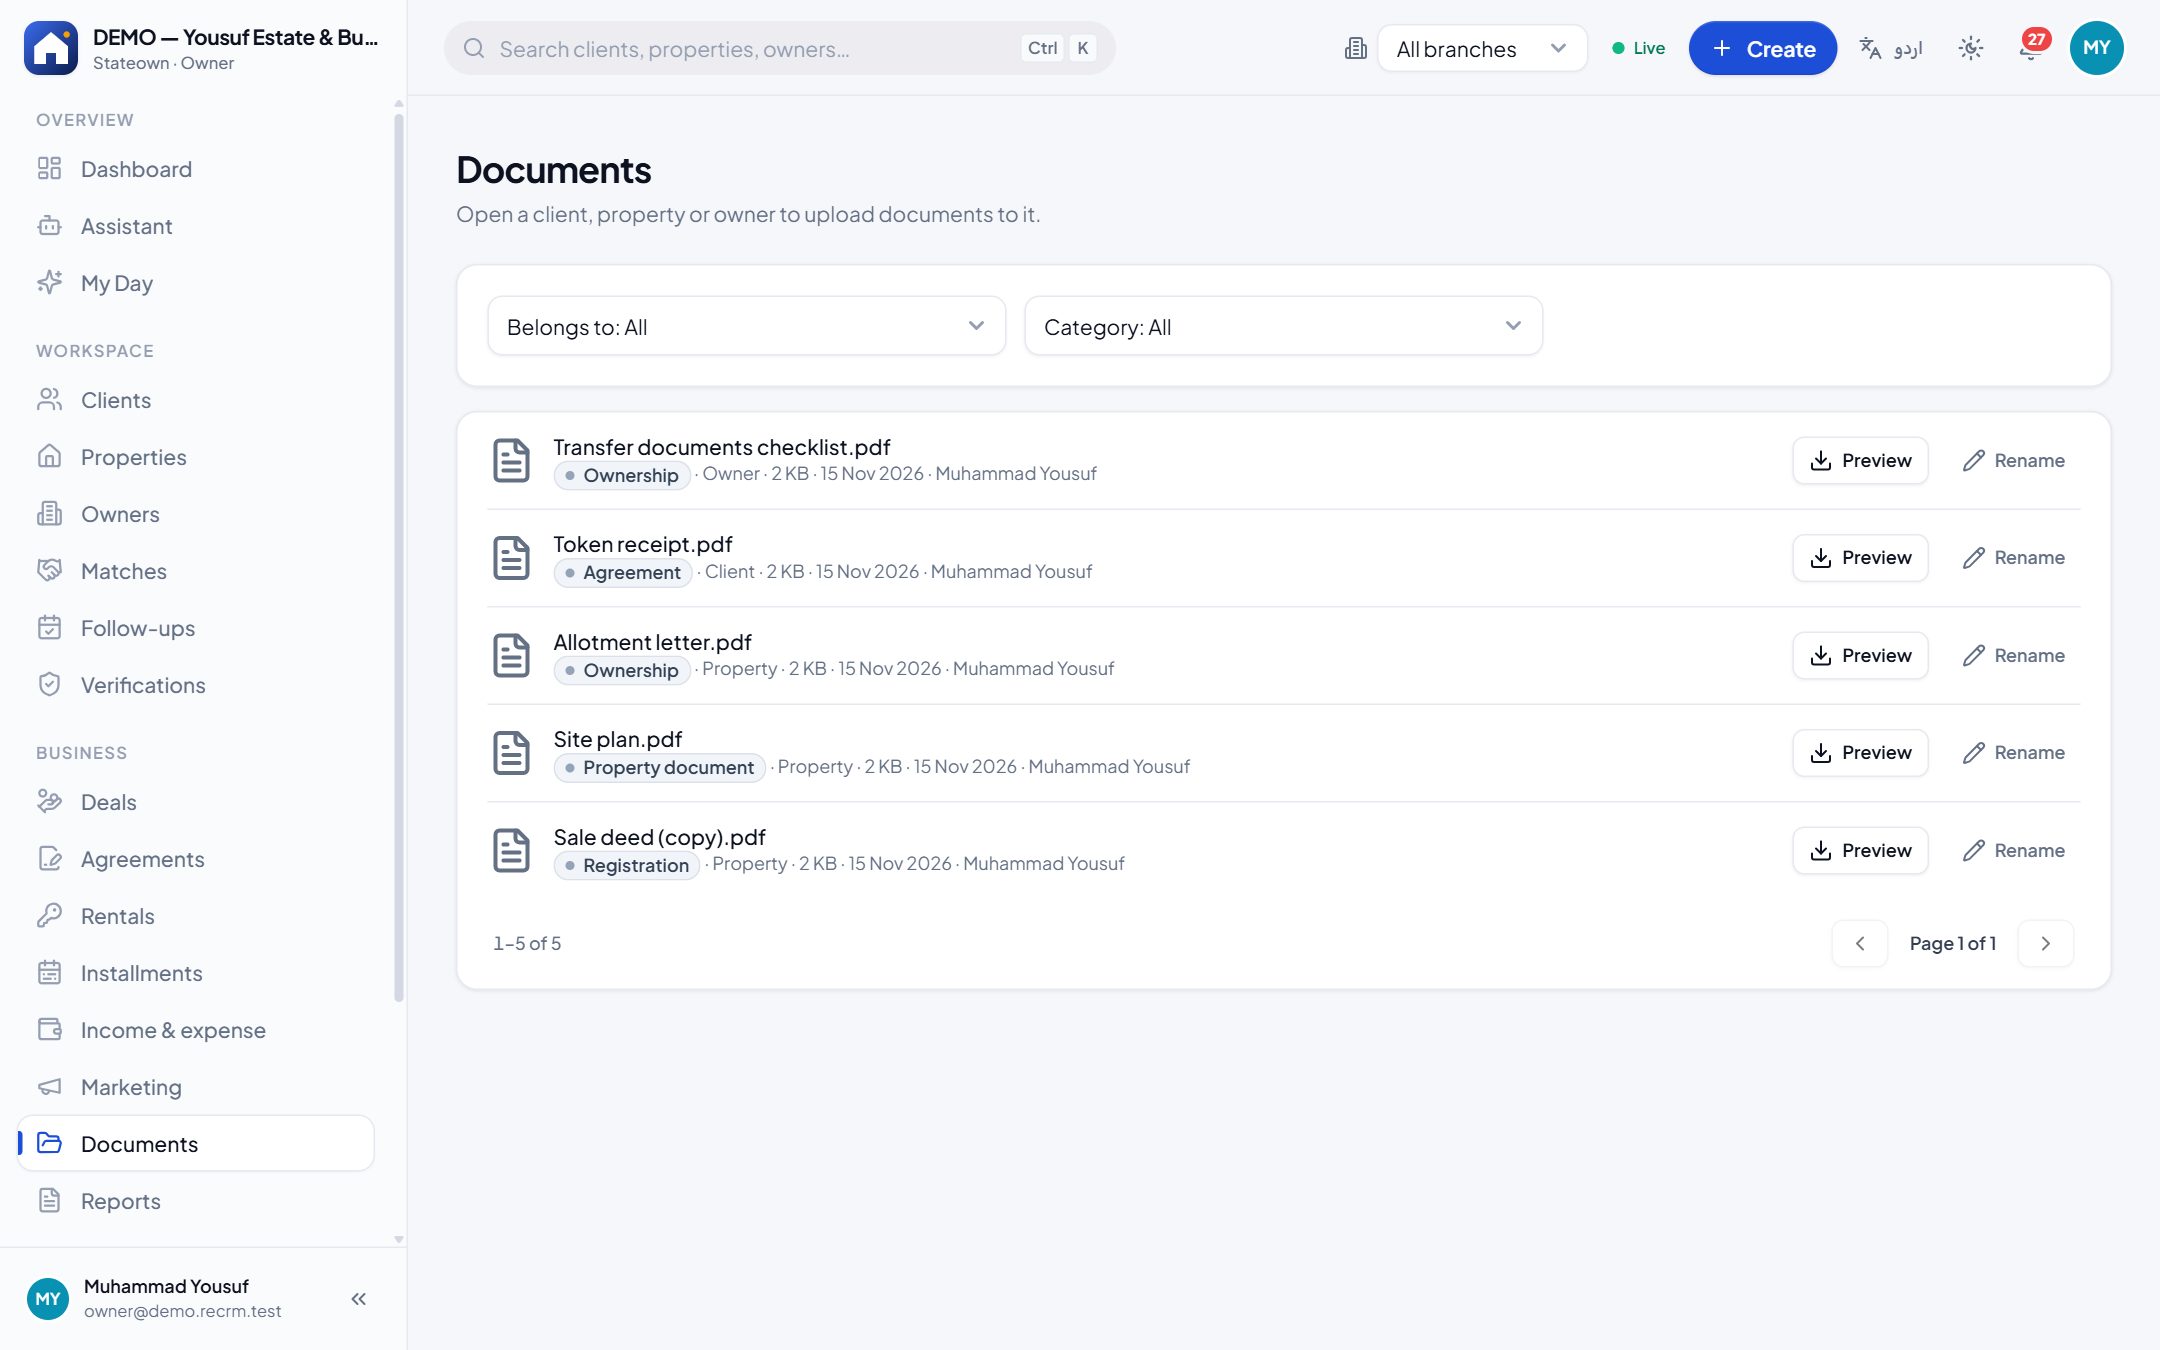 DEMO — Yousuf Estate & Bu...
Stateown · Owner
Search clients, properties, owners...
Ctrl K
All branches
Live
Create
اردو
27
MY
OVERVIEW
Dashboard
Assistant
My Day
WORKSPACE
Clients
Properties
Owners
Matches
Follow-ups
Verifications
BUSINESS
Deals
Agreements
Rentals
Installments
Income & expense
Marketing
Documents
Reports
MY
Muhammad Yousuf
owner@demo.recrm.test
Documents
Open a client, property or owner to upload documents to it.
Belongs to: All
Category: All
Transfer documents checklist.pdf
Ownership · Owner · 2 KB · 15 Nov 2026 · Muhammad Yousuf
Preview
Rename
Token receipt.pdf
Agreement · Client · 2 KB · 15 Nov 2026 · Muhammad Yousuf
Preview
Rename
Allotment letter.pdf
Ownership · Property · 2 KB · 15 Nov 2026 · Muhammad Yousuf
Preview
Rename
Site plan.pdf
Property document · Property · 2 KB · 15 Nov 2026 · Muhammad Yousuf
Preview
Rename
Sale deed (copy).pdf
Registration · Property · 2 KB · 15 Nov 2026 · Muhammad Yousuf
Preview
Rename
1–5 of 5
Page 1 of 1